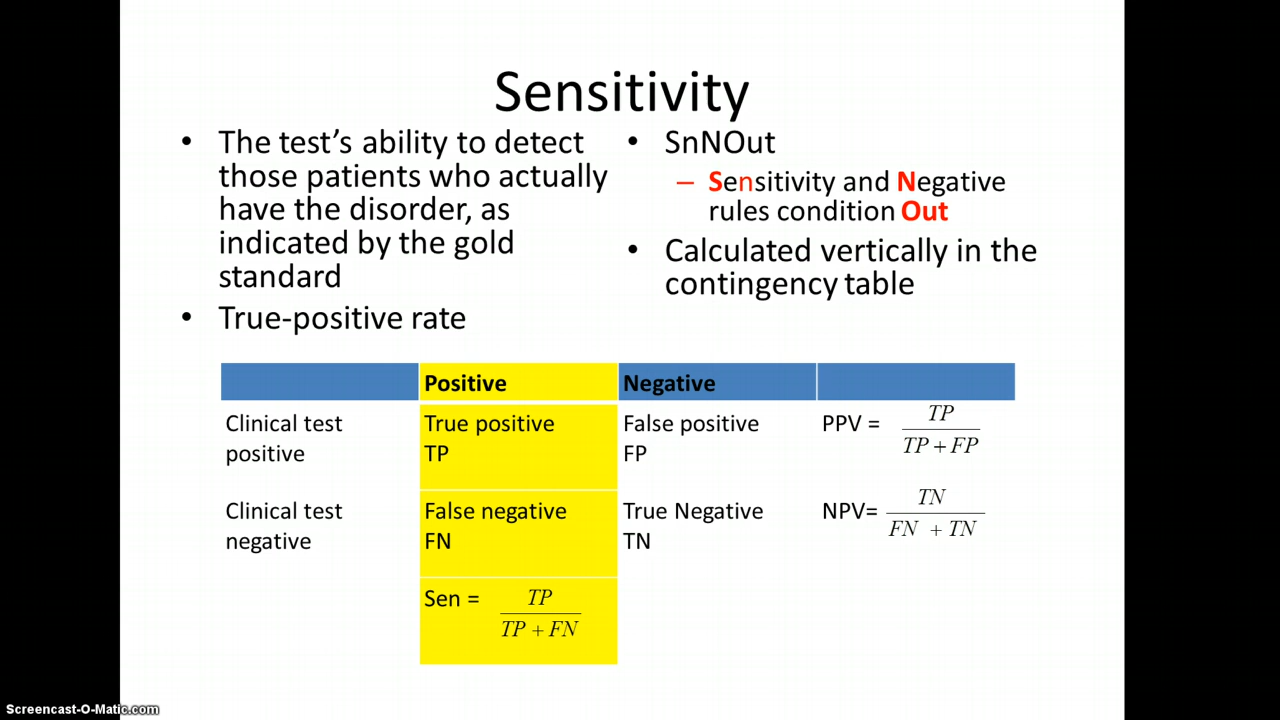 Sensitivity
• The test’s ability to detect
those patients who actually
have the disorder, as
indicated by the gold
standard
• True-positive rate
• SnNOut
– Sensitivity and Negative
rules condition Out
• Calculated vertically in the
contingency table
Positive Negative
Clinical test
positive
True positive
TP
False positive
FP
PPV = TP
TP + FP
Clinical test
negative
False negative
FN
True Negative
TN
NPV= TN
FN + TN
Sen = TP
TP + FN
Screencast-O-Matic.com